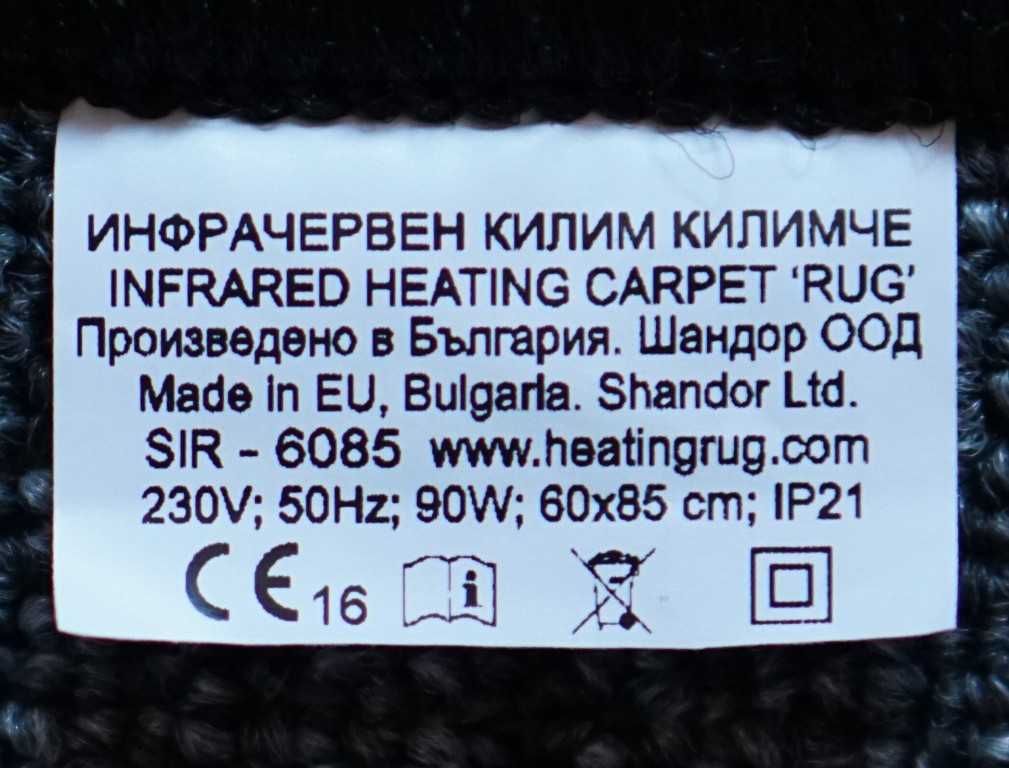 ИНФРАЧЕРВЕН КИЛИМ КИЛИМЧЕ
INFRARED HEATING CARPET ‘RUG’
Произведено в България. Шандор ООД
Made in EU, Bulgaria. Shandor Ltd.
SIR - 6085 www.heatingrug.com
230V; 50Hz; 90W; 60x85 cm; IP21
CE 16 i